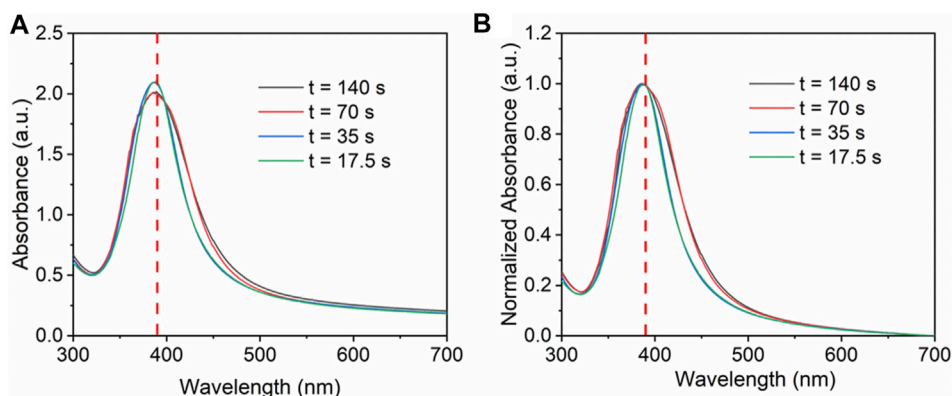 A
2.5
2.0
1.5
1.0
0.5
0.0
300
400
500
600
700
Absorbance (a.u.)
Wavelength (nm)
t = 140 s
t = 70 s
t = 35 s
t = 17.5 s
B
1.2
1.0
0.8
0.6
0.4
0.2
0.0
300
400
500
600
700
Normalized Absorbance (a.u.)
Wavelength (nm)
t = 140 s
t = 70 s
t = 35 s
t = 17.5 s